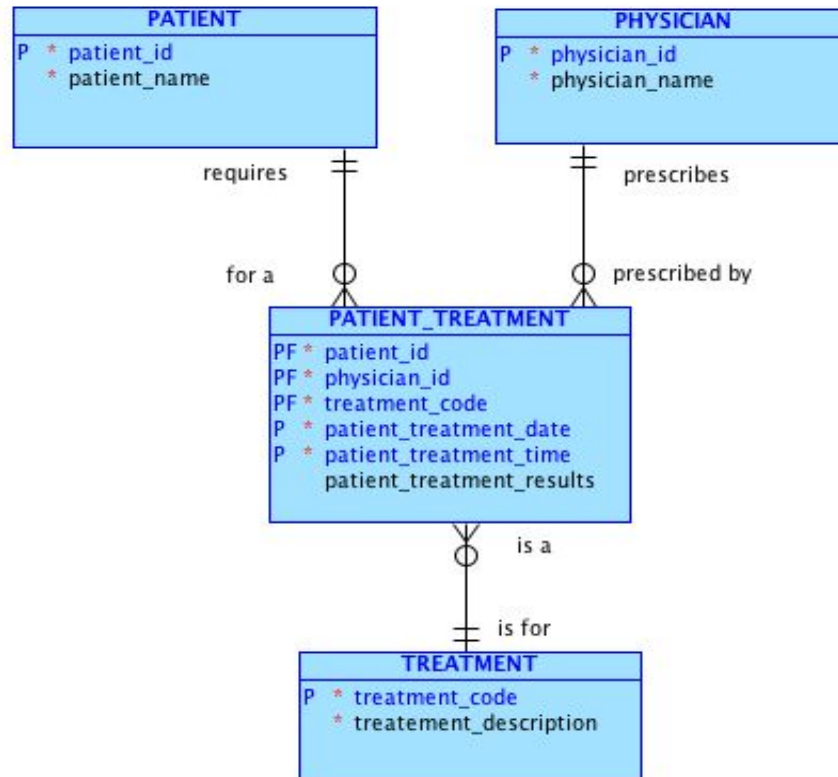 PATIENT
P * patient_id
* patient_name
PHYSICIAN
P * physician_id
* physician_name
requires
prescribes
for a
prescribed by
PATIENT_TREATMENT
PF * patient_id
PF * physician_id
PF * treatment_code
P * patient_treatment_date
P * patient_treatment_time
patient_treatment_results
is a
is for
TREATMENT
P * treatment_code
* treatement_description